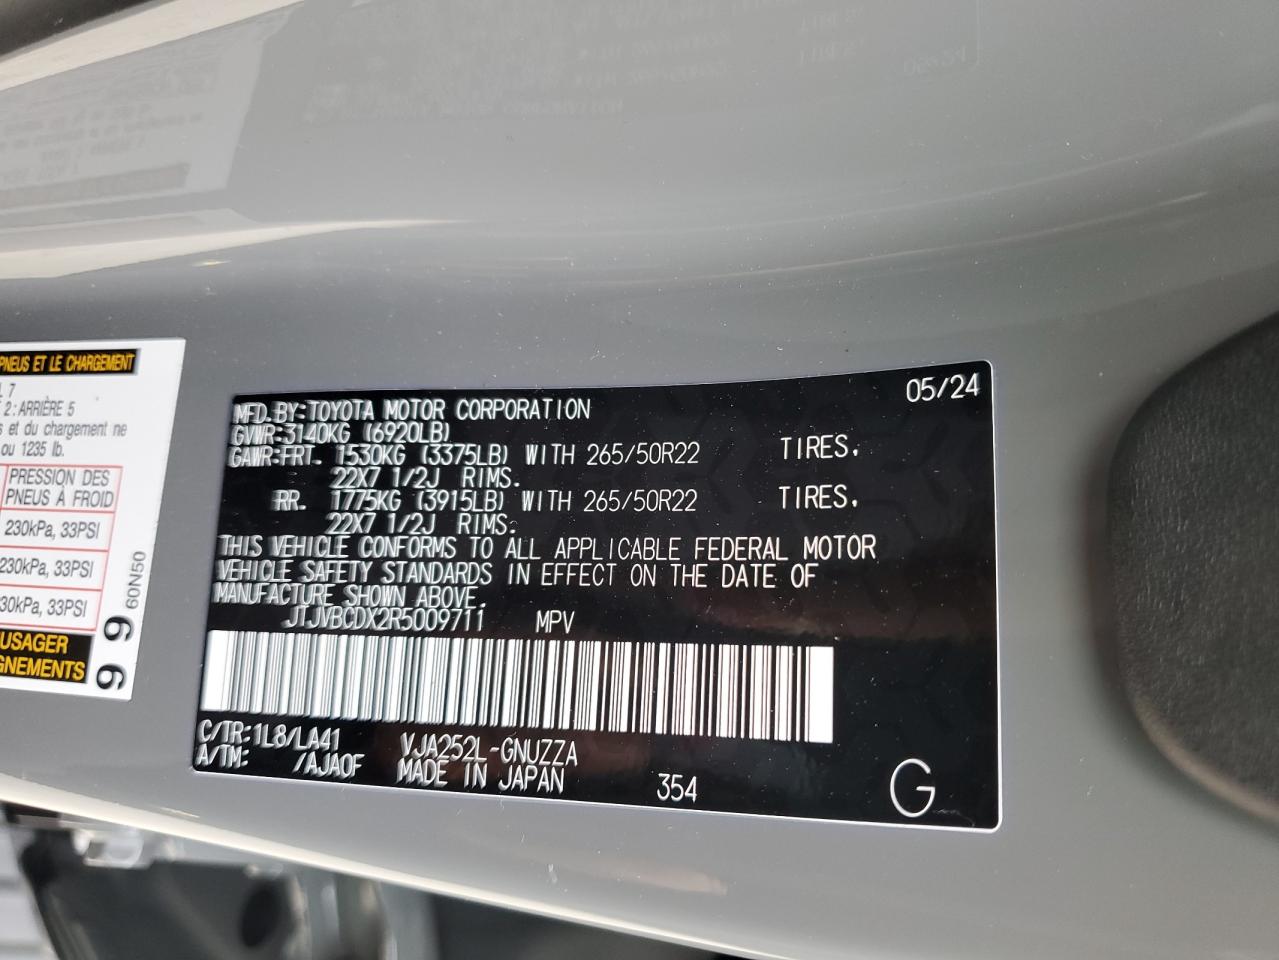 PNEUS ET LE CHARGEMENT
7
2: ARRIÈRE 5
et du chargement ne
ou 1235 lb.
PRESSION DES
PNEUS À FROID
230kPa, 33PSI
230kPa, 33PSI
30kPa, 33PSI
USAGER
GNEMENTS
99
60N50
05/24
MFD. BY: TOYOTA MOTOR CORPORATION
GVWR: 3140KG (6920LB)
GAWR: FRT. 1530KG (3375LB) WITH 265/50R22 TIRES.
22X7 1/2J RIMS.
RR. 1775KG (3915LB) WITH 265/50R22 TIRES.
22X7 1/2J RIMS.
THIS VEHICLE CONFORMS TO ALL APPLICABLE FEDERAL MOTOR
VEHICLE SAFETY STANDARDS IN EFFECT ON THE DATE OF
MANUFACTURE SHOWN ABOVE.
JTJVBCDX2R5009711 MPV
C/TR: 1L8/LA41 VJA252L-GNUZZA
A/TM: /AJA0F MADE IN JAPAN 354
G